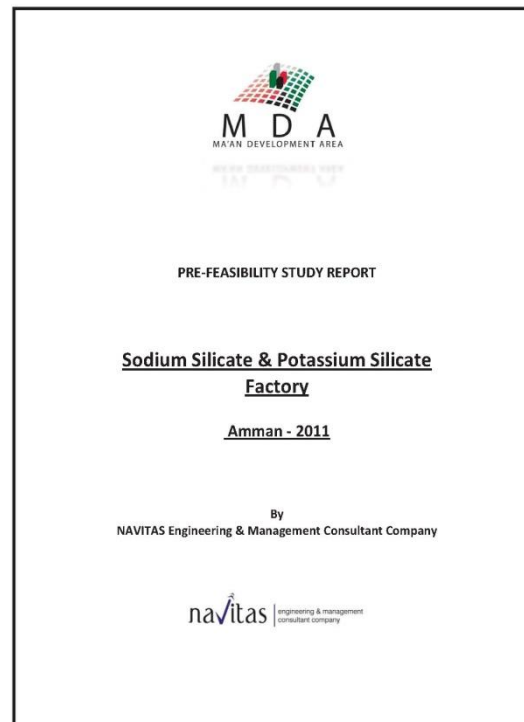 M D A
MA'AN DEVELOPMENT AREA
PRE-FEASIBILITY STUDY REPORT
Sodium Silicate & Potassium Silicate
Factory
Amman - 2011
By
NAVITAS Engineering & Management Consultant Company
navitas
engineering & management
consultant company